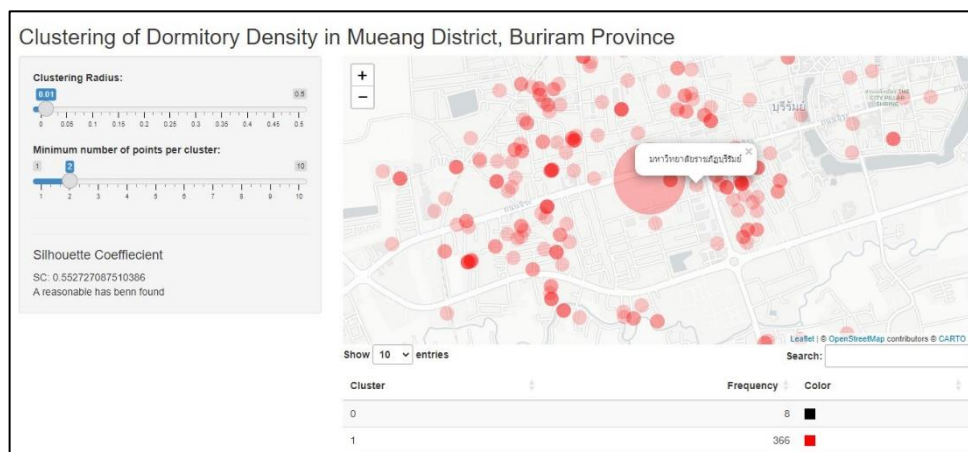 Clustering of Dormitory Density in Mueang District, Buriram Province
Clustering Radius:
0.01
0.5
0 0.05 0.1 0.15 0.2 0.25 0.3 0.35 0.4 0.45 0.5
Minimum number of points per cluster:
1 2 10
1 2 3 4 5 6 7 8 9 10
Silhouette Coeffiecient
SC: 0.552727087510386
A reasonable has benn found
+
−
บุรีรัมย์
THE
CITY PILLAR
SHRINE
มหาวิทยาลัยราชภัฏบุรีรัมย์
×
Leaflet | © OpenStreetMap contributors © CARTO
Show 10 entries
Search:
Cluster Frequency Color
0 8
1 366